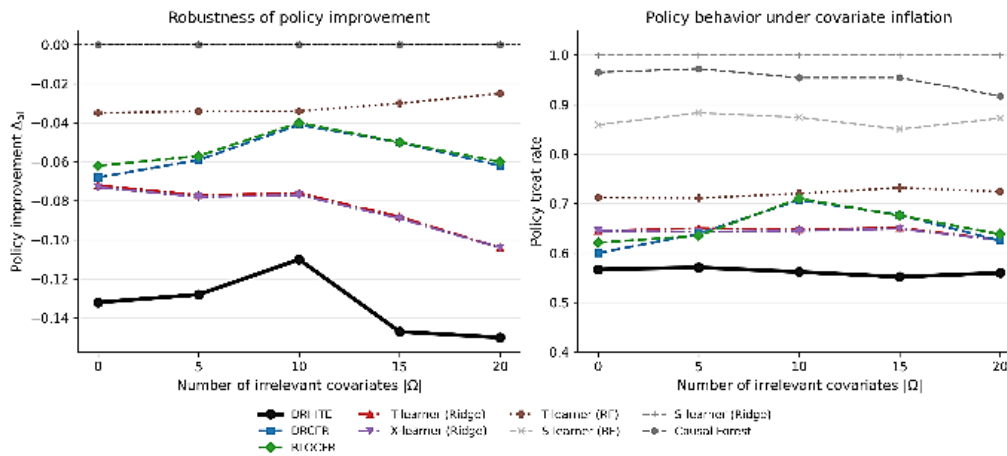 Robustness of policy improvement
Policy behavior under covariate inflation
0.00
−0.02
−0.04
−0.06
−0.08
−0.10
−0.12
−0.14
Policy improvement
0 5 10 15 20
Number of irrelevant covariates |Ω|
1.0
0.9
0.8
0.7
0.6
0.5
0.4
Policy treat rate
0 5 10 15 20
Number of irrelevant covariates |Ω|
T-learner (Ridge)
T-learner (RF)
S-learner (Ridge)
X-learner (Ridge)
S-learner (RF)
Causal Forest